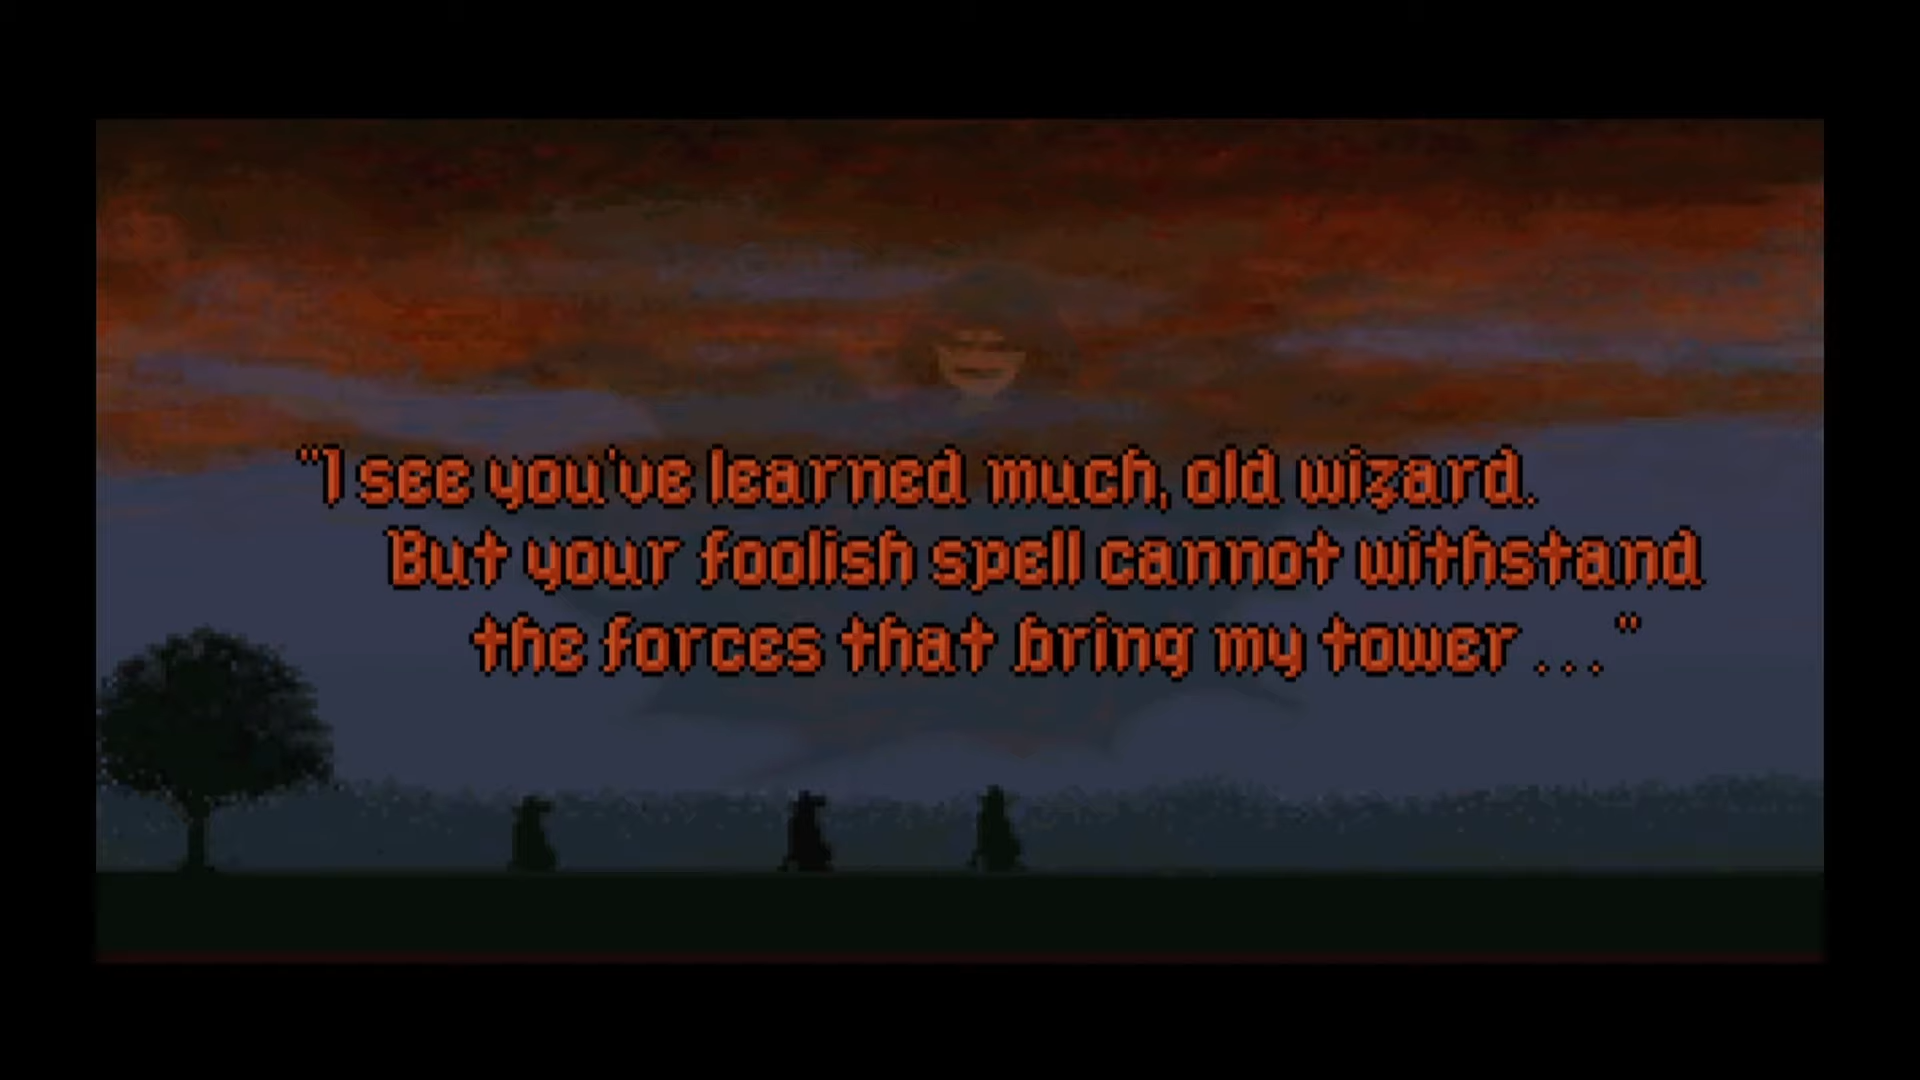 "I see you've learned much, old wizard.
But your foolish spell cannot withstand
the forces that bring my tower . . . "